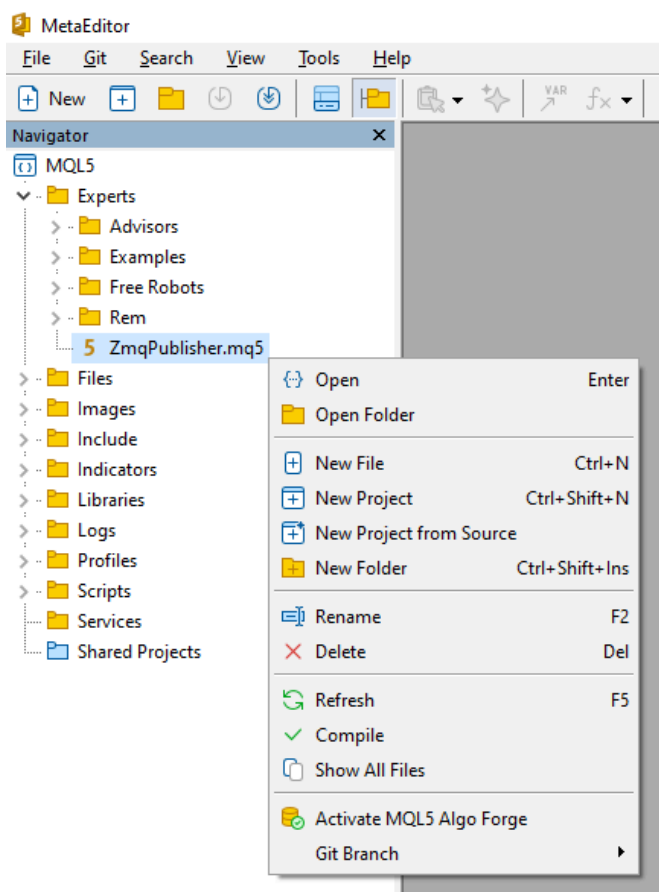 MetaEditor
File Git Search View Tools Help
New VAR
Navigator
MQL5
Experts
Advisors
Examples
Free Robots
Rem
5 ZmqPublisher.mq5
Files
Images
Include
Indicators
Libraries
Logs
Profiles
Scripts
Services
Shared Projects
Open Enter
Open Folder
New File Ctrl+N
New Project Ctrl+Shift+N
New Project from Source
New Folder Ctrl+Shift+Ins
Rename F2
Delete Del
Refresh F5
Compile
Show All Files
Activate MQL5 Algo Forge
Git Branch